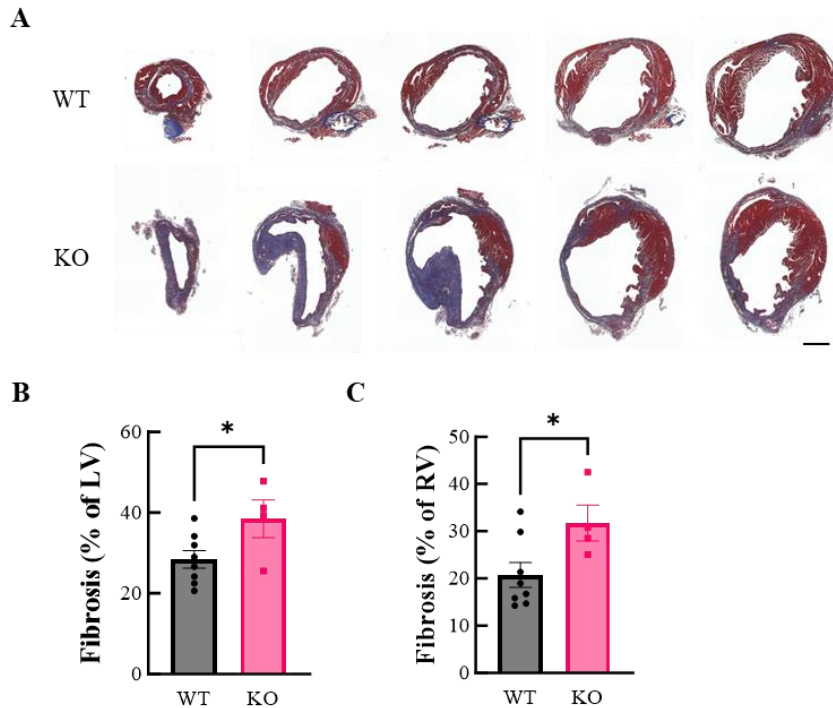 A
WT
KO
B
Fibrosis (% of LV)
60
40
20
0
*
WT
KO
C
Fibrosis (% of RV)
50
40
30
20
10
0
*
WT
KO